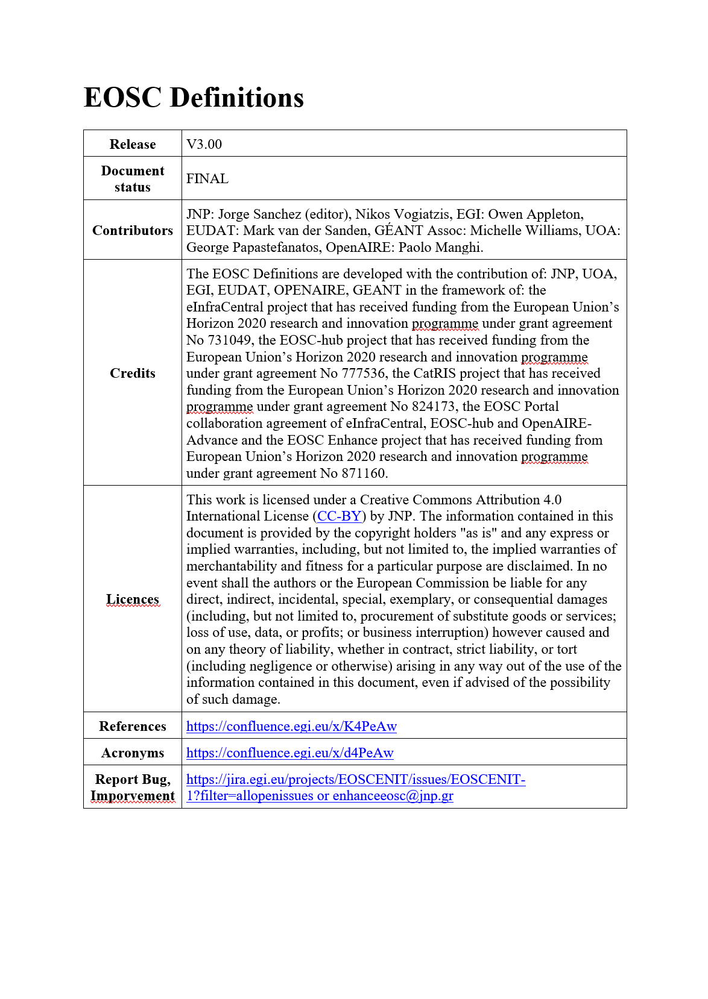 EOSC Definitions
Release
V3.00
Document
status
FINAL
Contributors
JNP: Jorge Sanchez (editor), Nikos Vogiatzis, EGI: Owen Appleton,
EUDAT: Mark van der Sanden, GÉANT Assoc: Michelle Williams, UOA:
George Papastefanatos, OpenAIRE: Paolo Manghi.
Credits
The EOSC Definitions are developed with the contribution of: JNP, UOA,
EGI, EUDAT, OPENAIRE, GEANT in the framework of: the
eInfraCentral project that has received funding from the European Union’s
Horizon 2020 research and innovation programme under grant agreement
No 731049, the EOSC-hub project that has received funding from the
European Union’s Horizon 2020 research and innovation programme
under grant agreement No 777536, the CatRIS project that has received
funding from the European Union’s Horizon 2020 research and innovation
programme under grant agreement No 824173, the EOSC Portal
collaboration agreement of eInfraCentral, EOSC-hub and OpenAIRE-
Advance and the EOSC Enhance project that has received funding from
European Union’s Horizon 2020 research and innovation programme
under grant agreement No 871160.
Licences
This work is licensed under a Creative Commons Attribution 4.0
International License (CC-BY) by JNP. The information contained in this
document is provided by the copyright holders "as is" and any express or
implied warranties, including, but not limited to, the implied warranties of
merchantability and fitness for a particular purpose are disclaimed. In no
event shall the authors or the European Commission be liable for any
direct, indirect, incidental, special, exemplary, or consequential damages
(including, but not limited to, procurement of substitute goods or services;
loss of use, data, or profits; or business interruption) however caused and
on any theory of liability, whether in contract, strict liability, or tort
(including negligence or otherwise) arising in any way out of the use of the
information contained in this document, even if advised of the possibility
of such damage.
References
https://confluence.egi.eu/x/K4PeAw
Acronyms
https://confluence.egi.eu/x/d4PeAw
Report Bug,
Imporvement
https://jira.egi.eu/projects/EOSCENIT/issues/EOSCENIT-
1?filter=allopenissues or enhanceeosc@jnp.gr